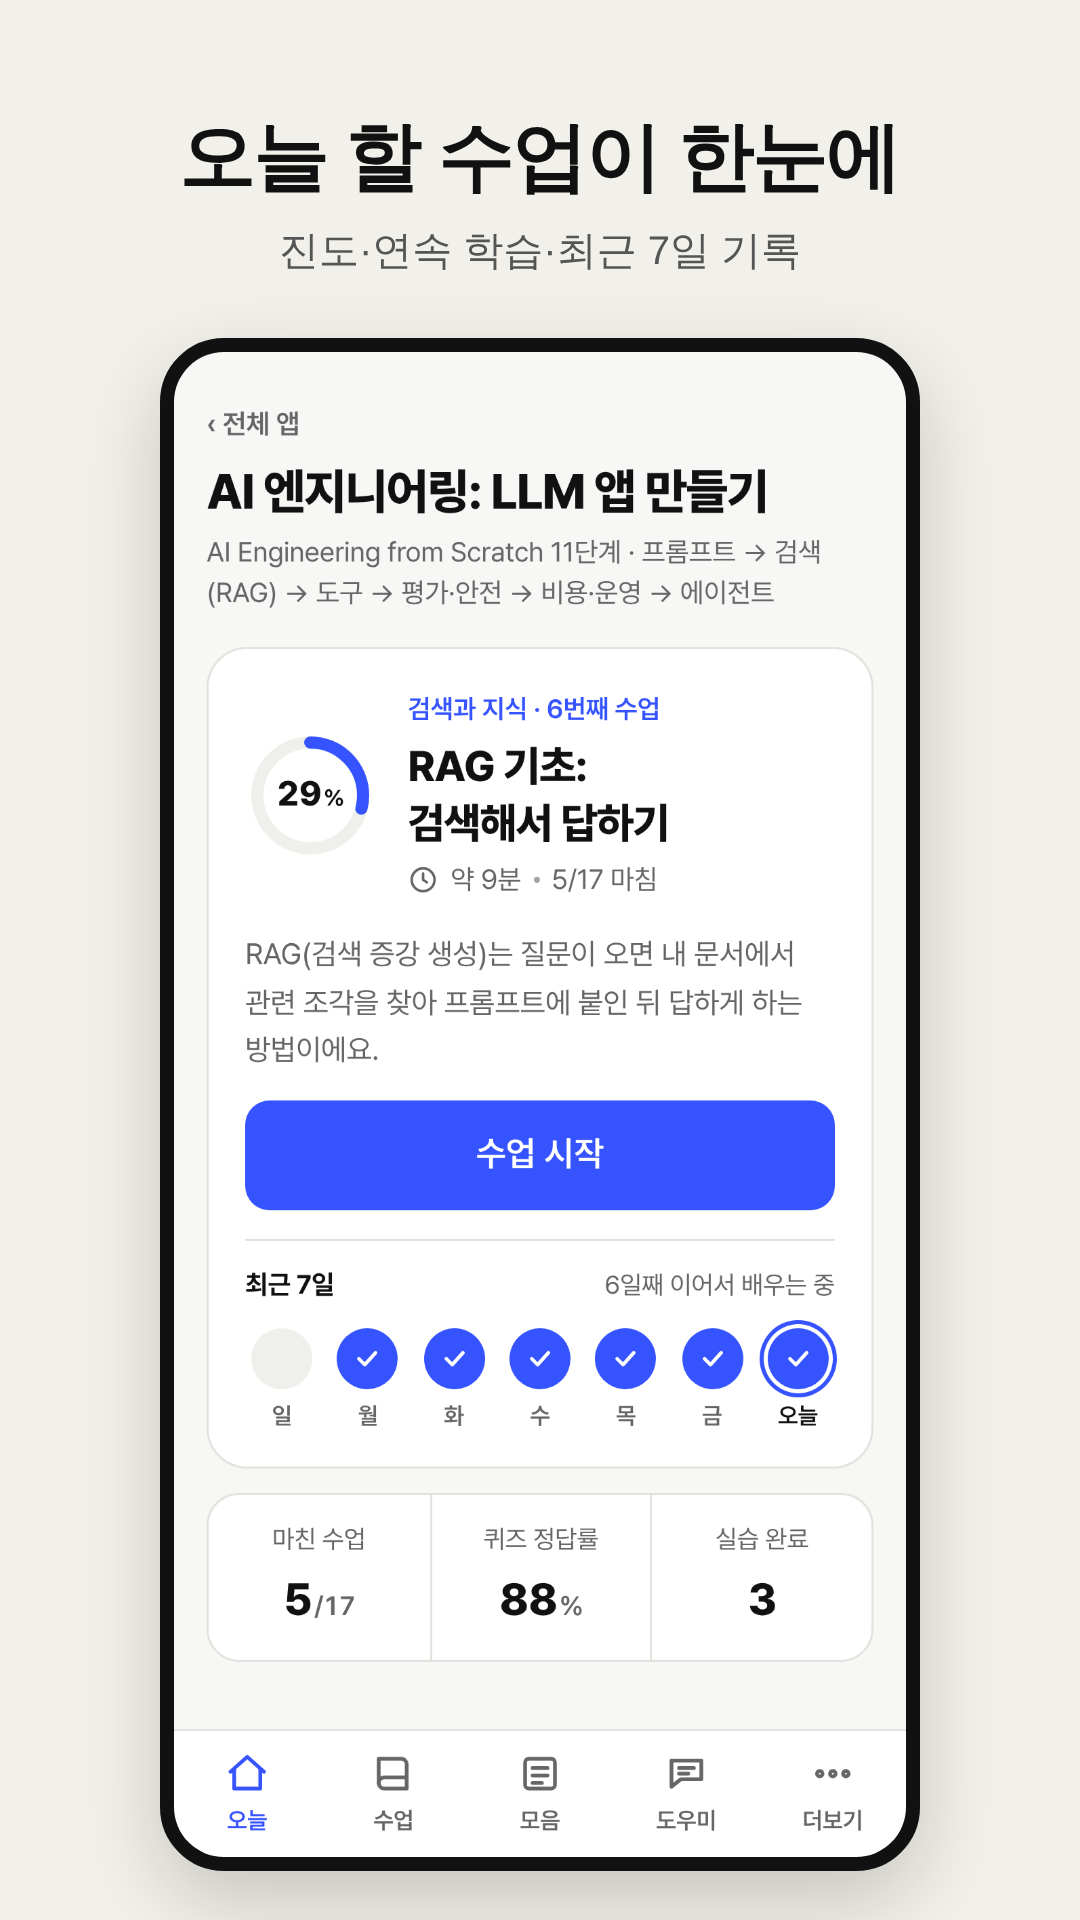 오늘 할 수업이 한눈에
진도·연속 학습·최근 7일 기록
‹ 전체 앱
AI 엔지니어링: LLM 앱 만들기
AI Engineering from Scratch 11단계 · 프롬프트 → 검색
(RAG) → 도구 → 평가·안전 → 비용·운영 → 에이전트
검색과 지식 · 6번째 수업
RAG 기초:
검색해서 답하기
29%
약 9분 • 5/17 마침
RAG(검색 증강 생성)는 질문이 오면 내 문서에서
관련 조각을 찾아 프롬프트에 붙인 뒤 답하게 하는
방법이에요.
수업 시작
최근 7일 6일째 이어서 배우는 중
일 월 화 수 목 금 오늘
마친 수업 퀴즈 정답률 실습 완료
5/17 88% 3
오늘 수업 모음 도우미 더보기